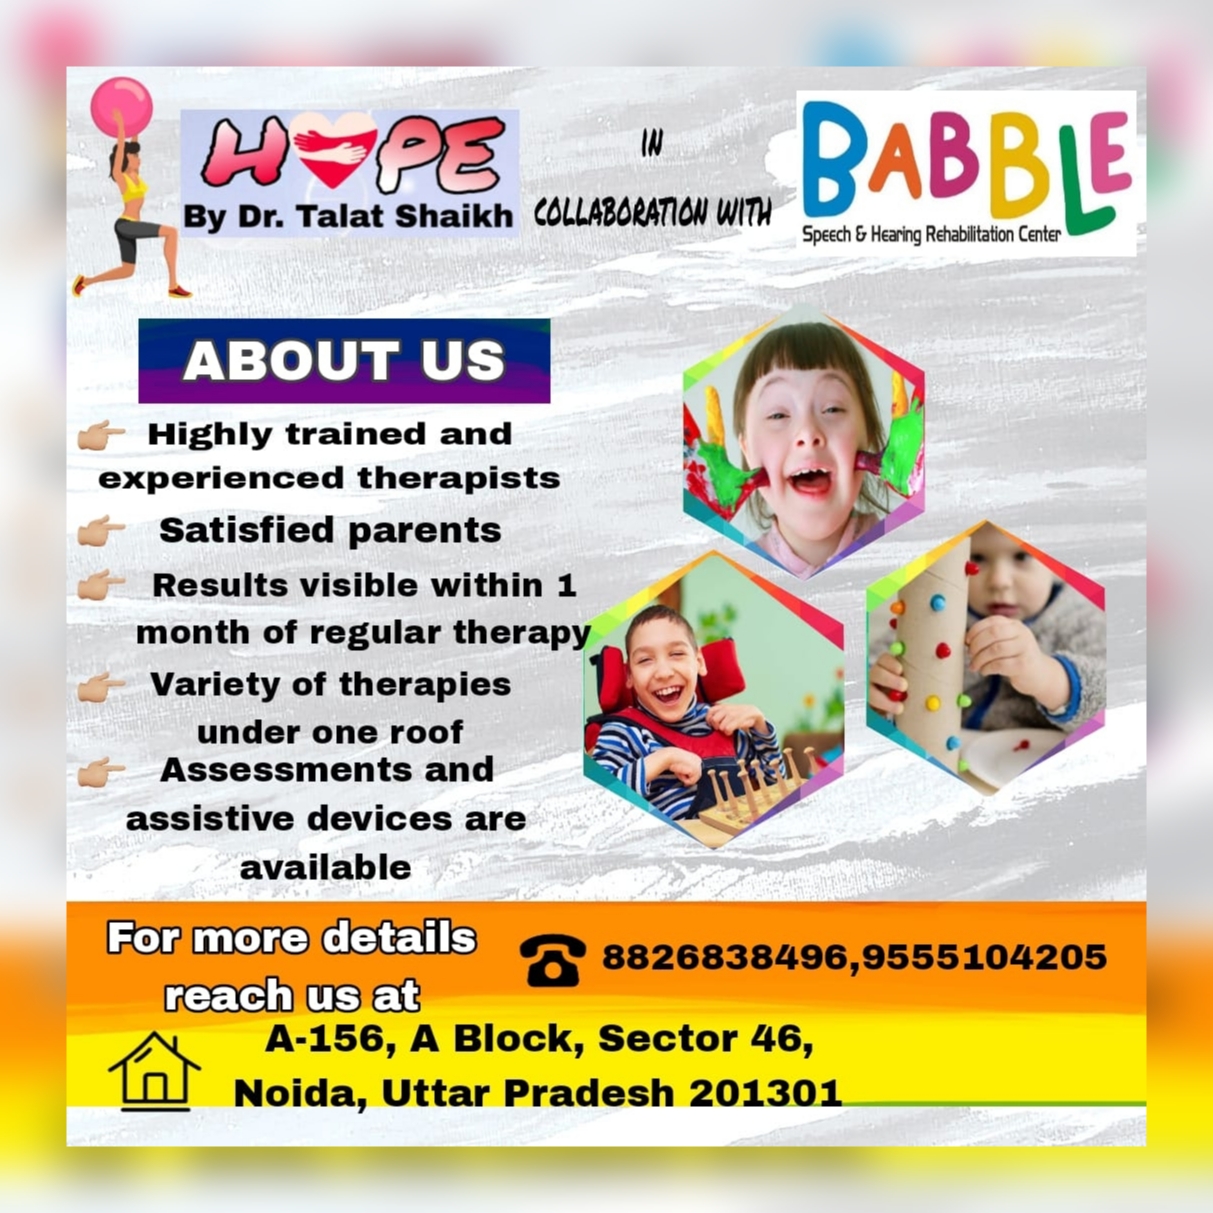 HOPE
By Dr. Talat Shaikh
IN
COLLABORATION WITH
BABBLE
Speech & Hearing Rehabilitation Center
ABOUT US
Highly trained and
experienced therapists
Satisfied parents
Results visible within 1
month of regular therapy
Variety of therapies
under one roof
Assessments and
assistive devices are
available
For more details
reach us at
8826838496,9555104205
A-156, A Block, Sector 46,
Noida, Uttar Pradesh 201301